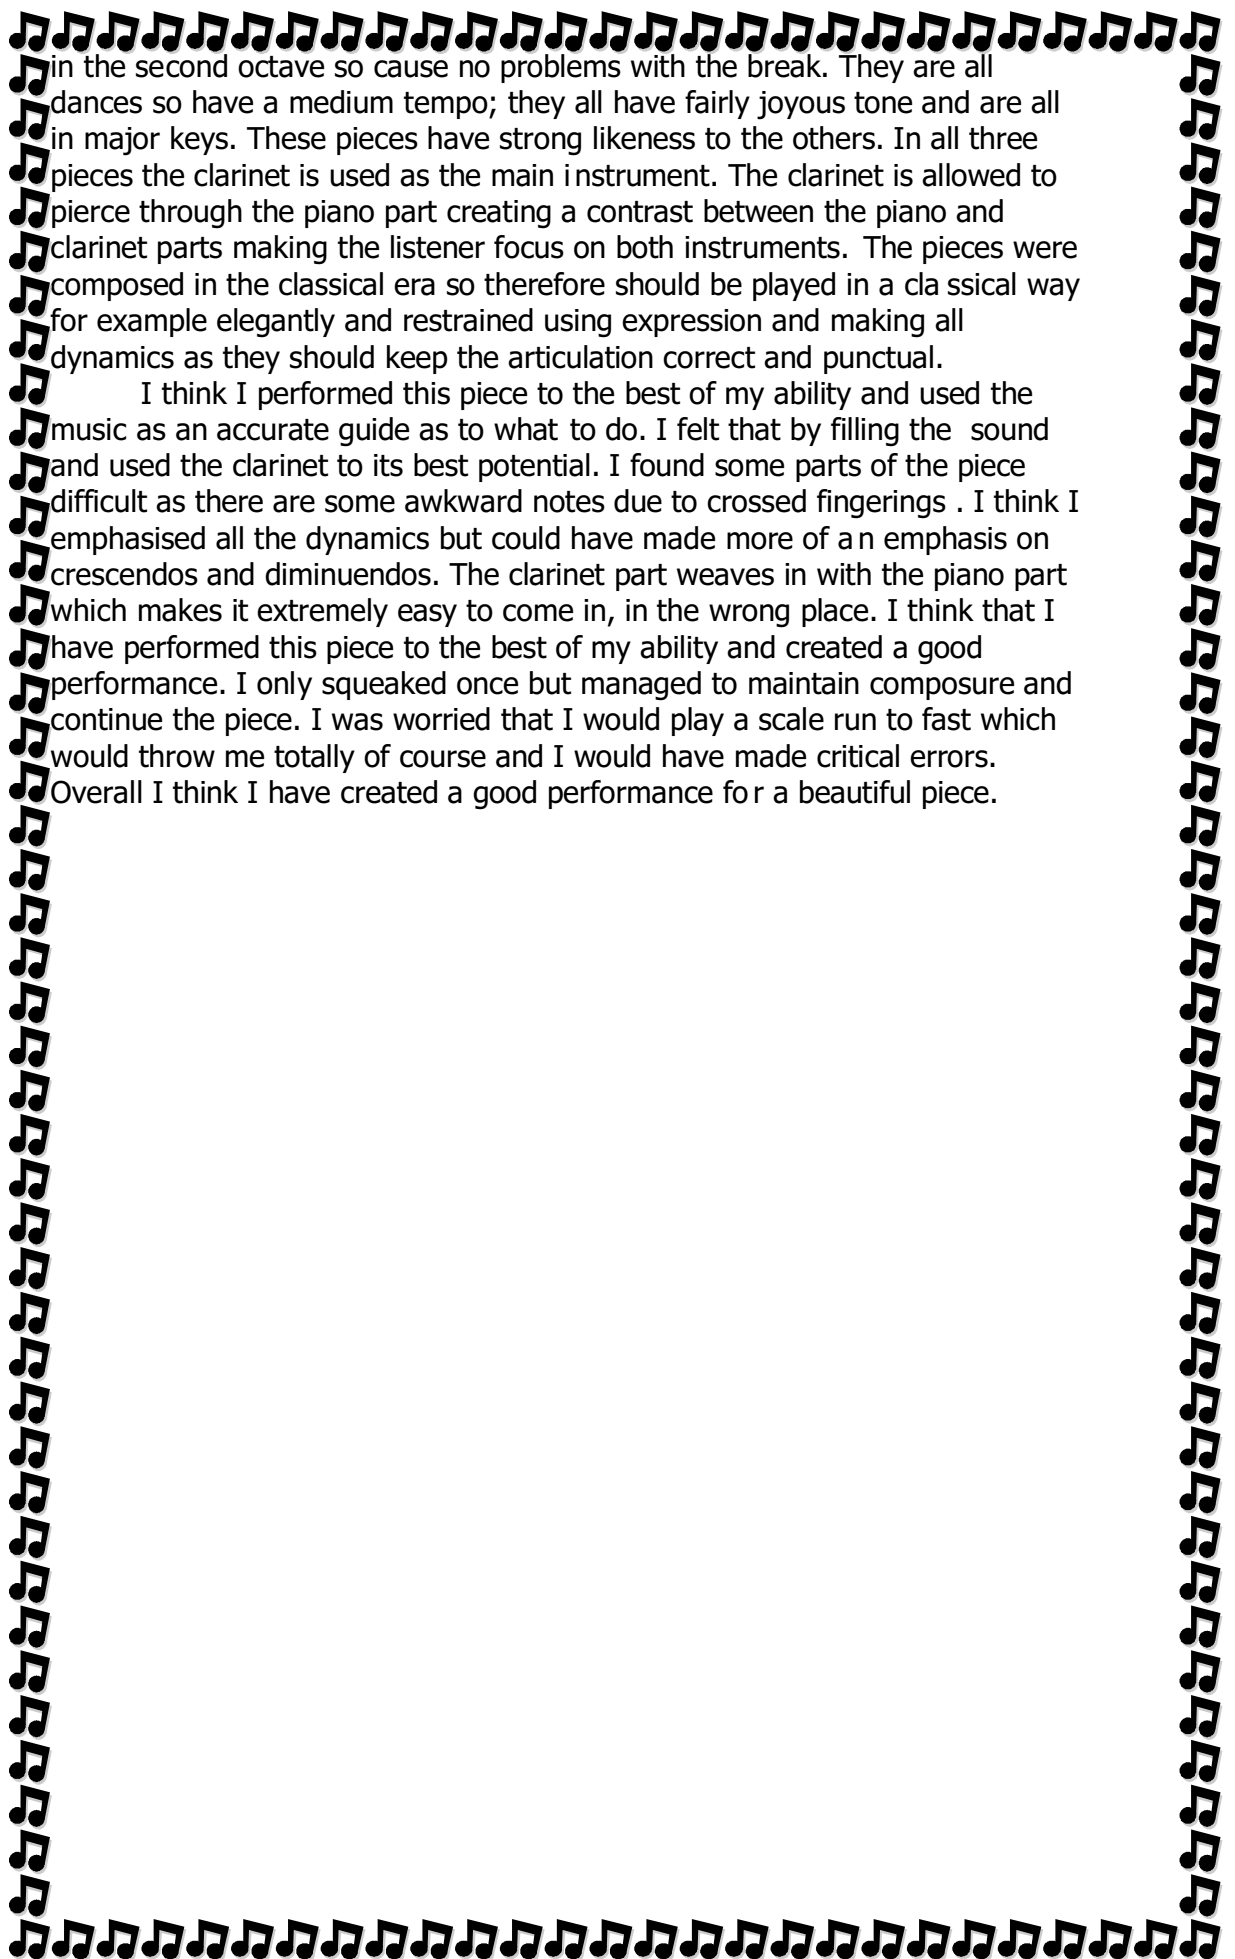 in the second octave so cause no problems with the break. They are all
dances so have a medium tempo; they all have fairly joyous tone and are all
in major keys. These pieces have strong likeness to the others. In all three
pieces the clarinet is used as the main instrument. The clarinet is allowed to
pierce through the piano part creating a contrast between the piano and
clarinet parts making the listener focus on both instruments. The pieces were
composed in the classical era so therefore should be played in a classical way
for example elegantly and restrained using expression and making all
dynamics as they should keep the articulation correct and punctual.
I think I performed this piece to the best of my ability and used the
music as an accurate guide as to what to do. I felt that by filling the sound
and used the clarinet to its best potential. I found some parts of the piece
difficult as there are some awkward notes due to crossed fingerings . I think I
emphasised all the dynamics but could have made more of an emphasis on
crescendos and diminuendos. The clarinet part weaves in with the piano part
which makes it extremely easy to come in, in the wrong place. I think that I
have performed this piece to the best of my ability and created a good
performance. I only squeaked once but managed to maintain composure and
continue the piece. I was worried that I would play a scale run to fast which
would throw me totally of course and I would have made critical errors.
Overall I think I have created a good performance for a beautiful piece.